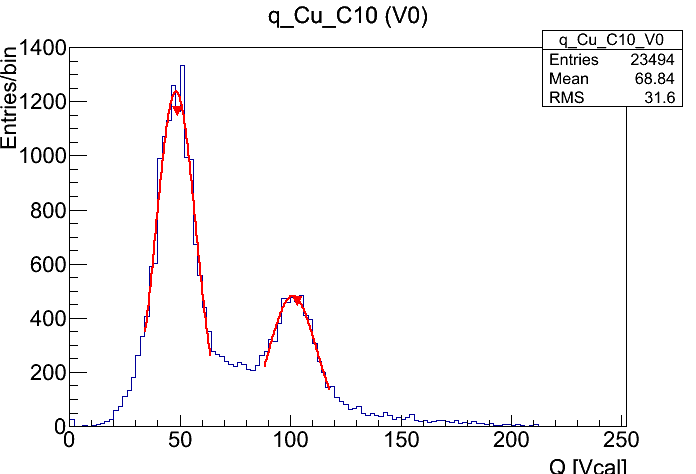 q_Cu_C10 (V0)
q_Cu_C10_V0
Entries 23494
Mean 68.84
RMS 31.6
Entries/bin
1400
1200
1000
800
600
400
200
0
0 50 100 150 200 250
Q [Vcal]